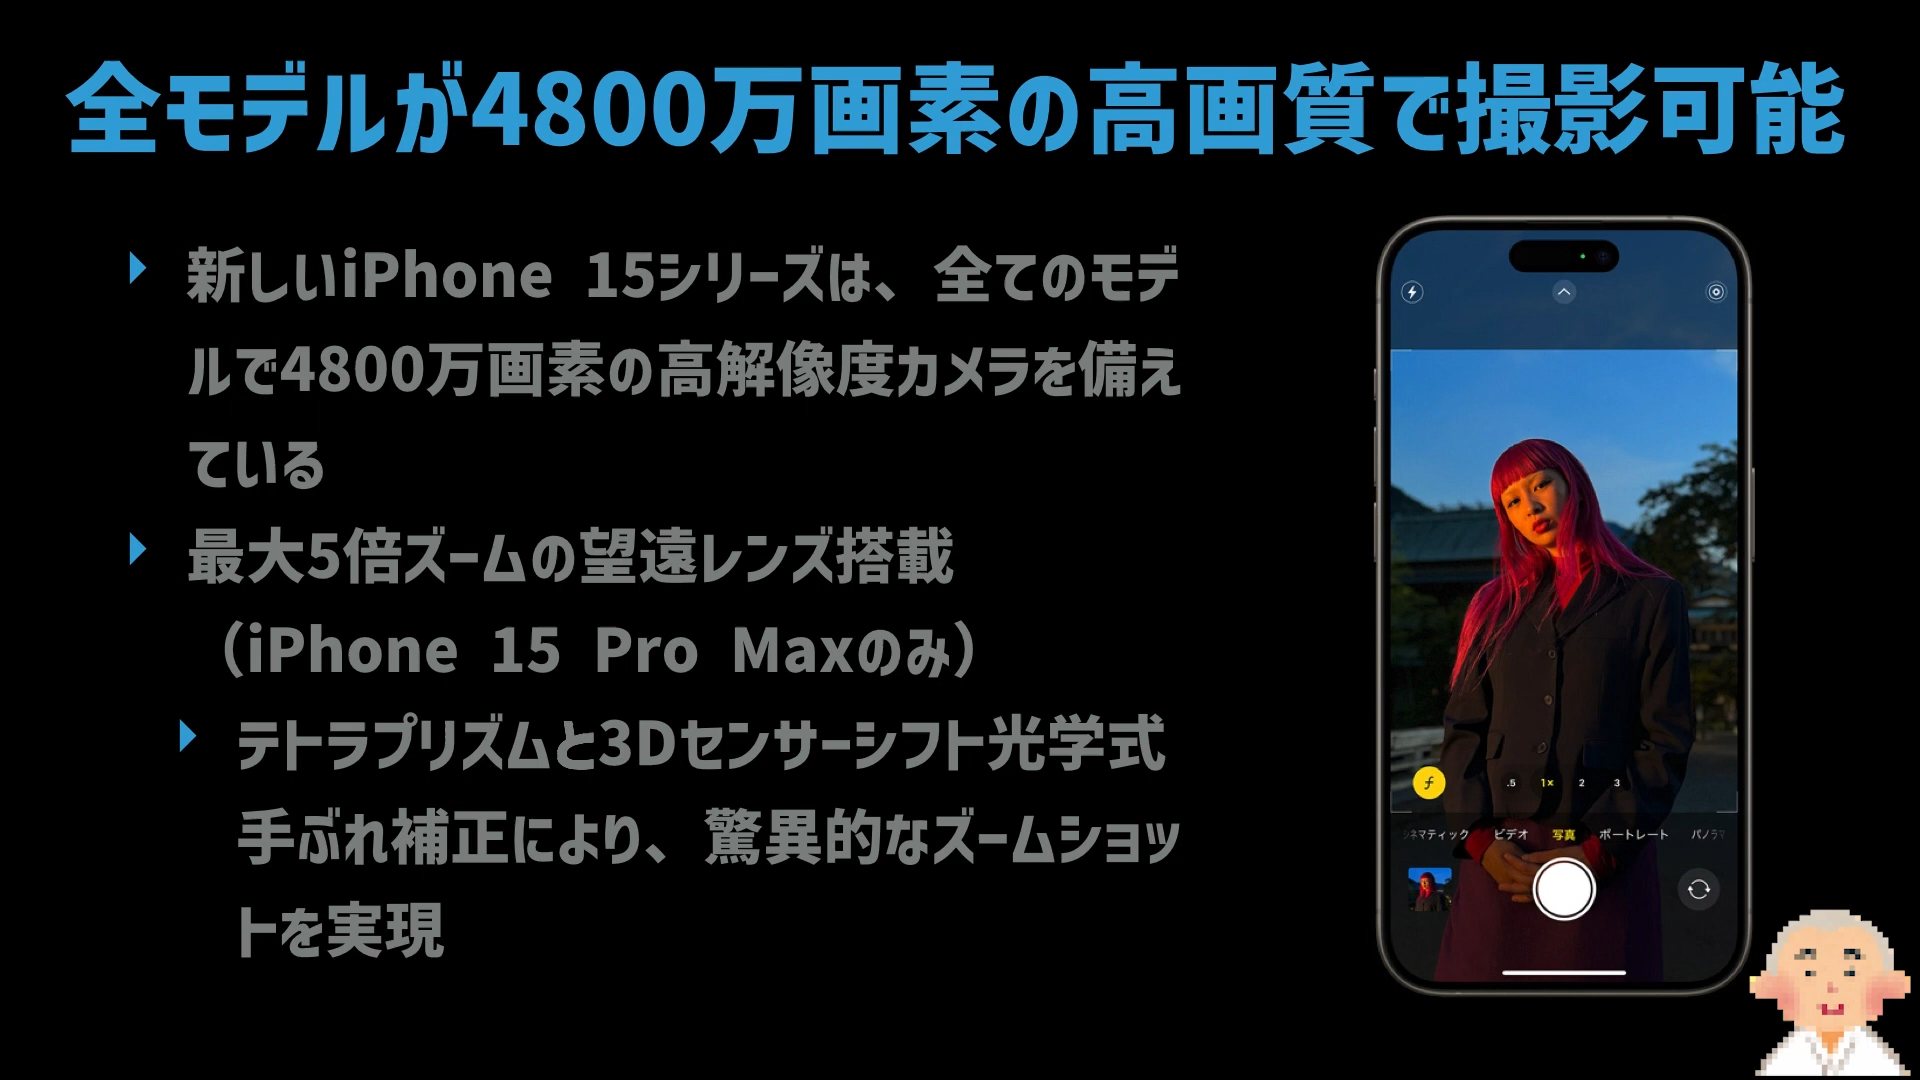 全モデルが4800万画素の高画質で撮影可能
新しいiPhone 15シリーズは、全てのモデ
ルで4800万画素の高解像度カメラを備え
ている
最大5倍ズームの望遠レンズ搭載
（iPhone 15 Pro Maxのみ）
テトラプリズムと3Dセンサーシフト光学式
手ぶれ補正により、驚異的なズームショッ
トを実現
.5 1× 2 3
ネマティック ビデオ 写真 ポートレート パノラマ